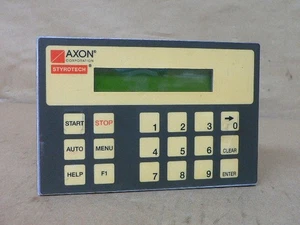 AXON®
CORPORATION
STYROTECH®
START STOP 1 2 3 → 0
AUTO MENU 4 5 6 CLEAR
HELP F1 7 8 9 ENTER